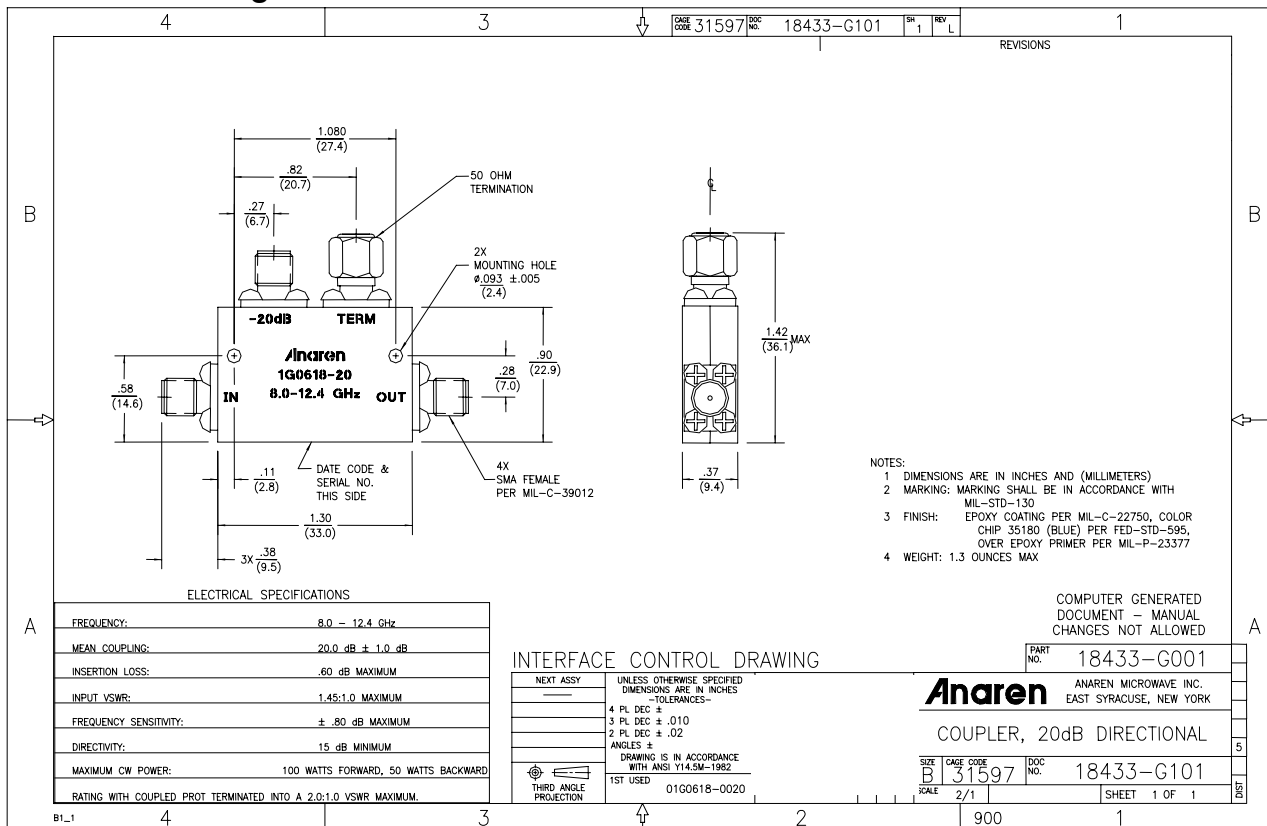 4
3
CAGE CODE 31597 DOC NO. 18433-G101 SH 1 REV L
1
REVISIONS
1.080
(27.4)
.82
(20.7)
.27
(6.7)
50 OHM
TERMINATION
2X
MOUNTING HOLE
ø.093 ±.005
(2.4)
-20dB TERM
Anaren
1G0618-20
8.0-12.4 GHz
IN
OUT
.58
(14.6)
.28
(7.0)
.90
(22.9)
.11
(2.8)
DATE CODE &
SERIAL NO.
THIS SIDE
4X
SMA FEMALE
PER MIL-C-39012
1.30
(33.0)
3X .38
(9.5)
℄
1.42 MAX
(36.1)
.37
(9.4)
B
B
NOTES:
1 DIMENSIONS ARE IN INCHES AND (MILLIMETERS)
2 MARKING: MARKING SHALL BE IN ACCORDANCE WITH
MIL-STD-130
3 FINISH: EPOXY COATING PER MIL-C-22750, COLOR
CHIP 35180 (BLUE) PER FED-STD-595,
OVER EPOXY PRIMER PER MIL-P-23377
4 WEIGHT: 1.3 OUNCES MAX
A
A
ELECTRICAL SPECIFICATIONS
FREQUENCY: 8.0 - 12.4 GHz
MEAN COUPLING: 20.0 dB ± 1.0 dB
INSERTION LOSS: .60 dB MAXIMUM
INPUT VSWR: 1.45:1.0 MAXIMUM
FREQUENCY SENSITIVITY: ± .80 dB MAXIMUM
DIRECTIVITY: 15 dB MINIMUM
MAXIMUM CW POWER: 100 WATTS FORWARD, 50 WATTS BACKWARD
RATING WITH COUPLED PROT TERMINATED INTO A 2.0:1.0 VSWR MAXIMUM.
COMPUTER GENERATED
DOCUMENT - MANUAL
CHANGES NOT ALLOWED
INTERFACE CONTROL DRAWING
NEXT ASSY
UNLESS OTHERWISE SPECIFIED
DIMENSIONS ARE IN INCHES
-TOLERANCES-
4 PL DEC ±
3 PL DEC ± .010
2 PL DEC ± .02
ANGLES ±
DRAWING IS IN ACCORDANCE
WITH ANSI Y14.5M-1982
THIRD ANGLE
PROJECTION
1ST USED
01G0618-0020
PART NO. 18433-G001
Anaren
ANAREN MICROWAVE INC.
EAST SYRACUSE, NEW YORK
COUPLER, 20dB DIRECTIONAL
SIZE B CAGE CODE 31597 DOC NO. 18433-G101
SCALE 2/1 SHEET 1 OF 1
5
DIST
B1_1
4
3
2
900
1